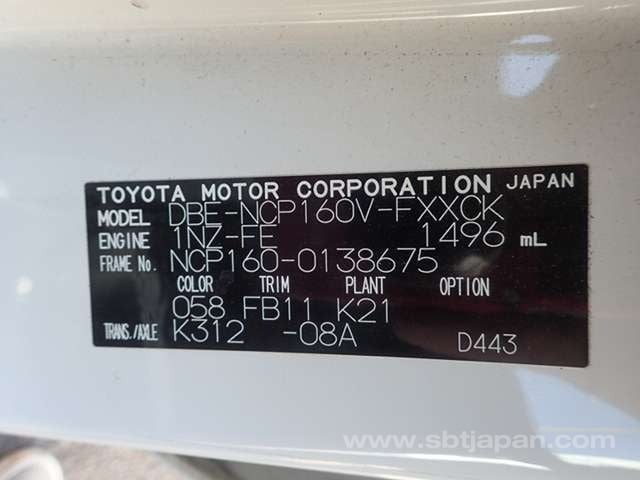 TOYOTA MOTOR CORPORATION JAPAN
MODEL DBE-NCP160V-FXXCK
ENGINE 1NZ-FE 1496 mL
FRAME No. NCP160-0138675
COLOR TRIM PLANT OPTION
058 FB11 K21
TRANS./AXLE K312 -08A D443
www.sbtjapan.com